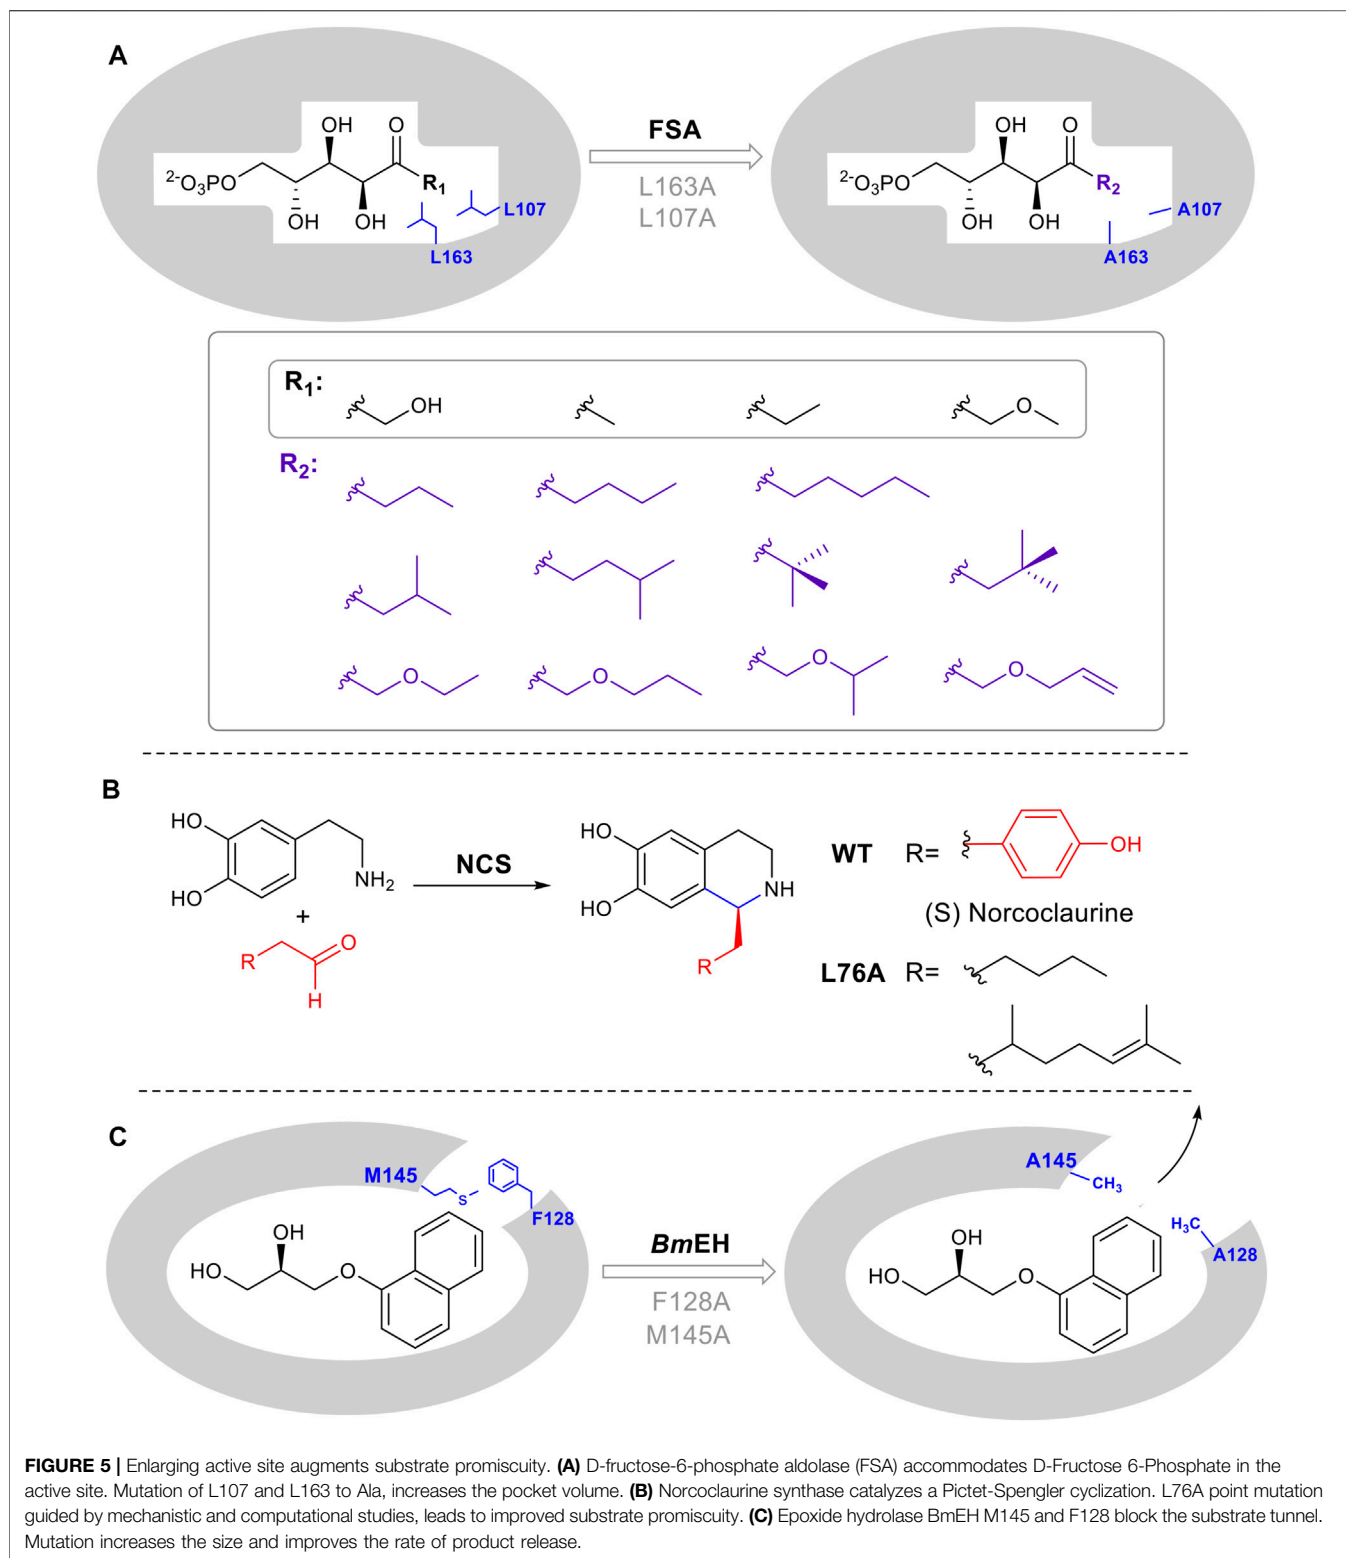 A
OH O
2-O3PO R1
OH OH
L107
L163
FSA
L163A
L107A
OH O
2-O3PO R2
OH OH
A107
A163
R1:
OH O
R2:
O O O O
B
HO
HO
NH2
+
R O
H
NCS
HO
HO
NH
R
WT R= OH
(S) Norcoclaurine
L76A R=
C
M145
S
F128
OH
HO O
BmEH
F128A
M145A
A145
CH3
H3C
A128
OH
HO O
FIGURE 5 | Enlarging active site augments substrate promiscuity. (A) D-fructose-6-phosphate aldolase (FSA) accommodates D-Fructose 6-Phosphate in the
active site. Mutation of L107 and L163 to Ala, increases the pocket volume. (B) Norcoclaurine synthase catalyzes a Pictet-Spengler cyclization. L76A point mutation
guided by mechanistic and computational studies, leads to improved substrate promiscuity. (C) Epoxide hydrolase BmEH M145 and F128 block the substrate tunnel.
Mutation increases the size and improves the rate of product release.